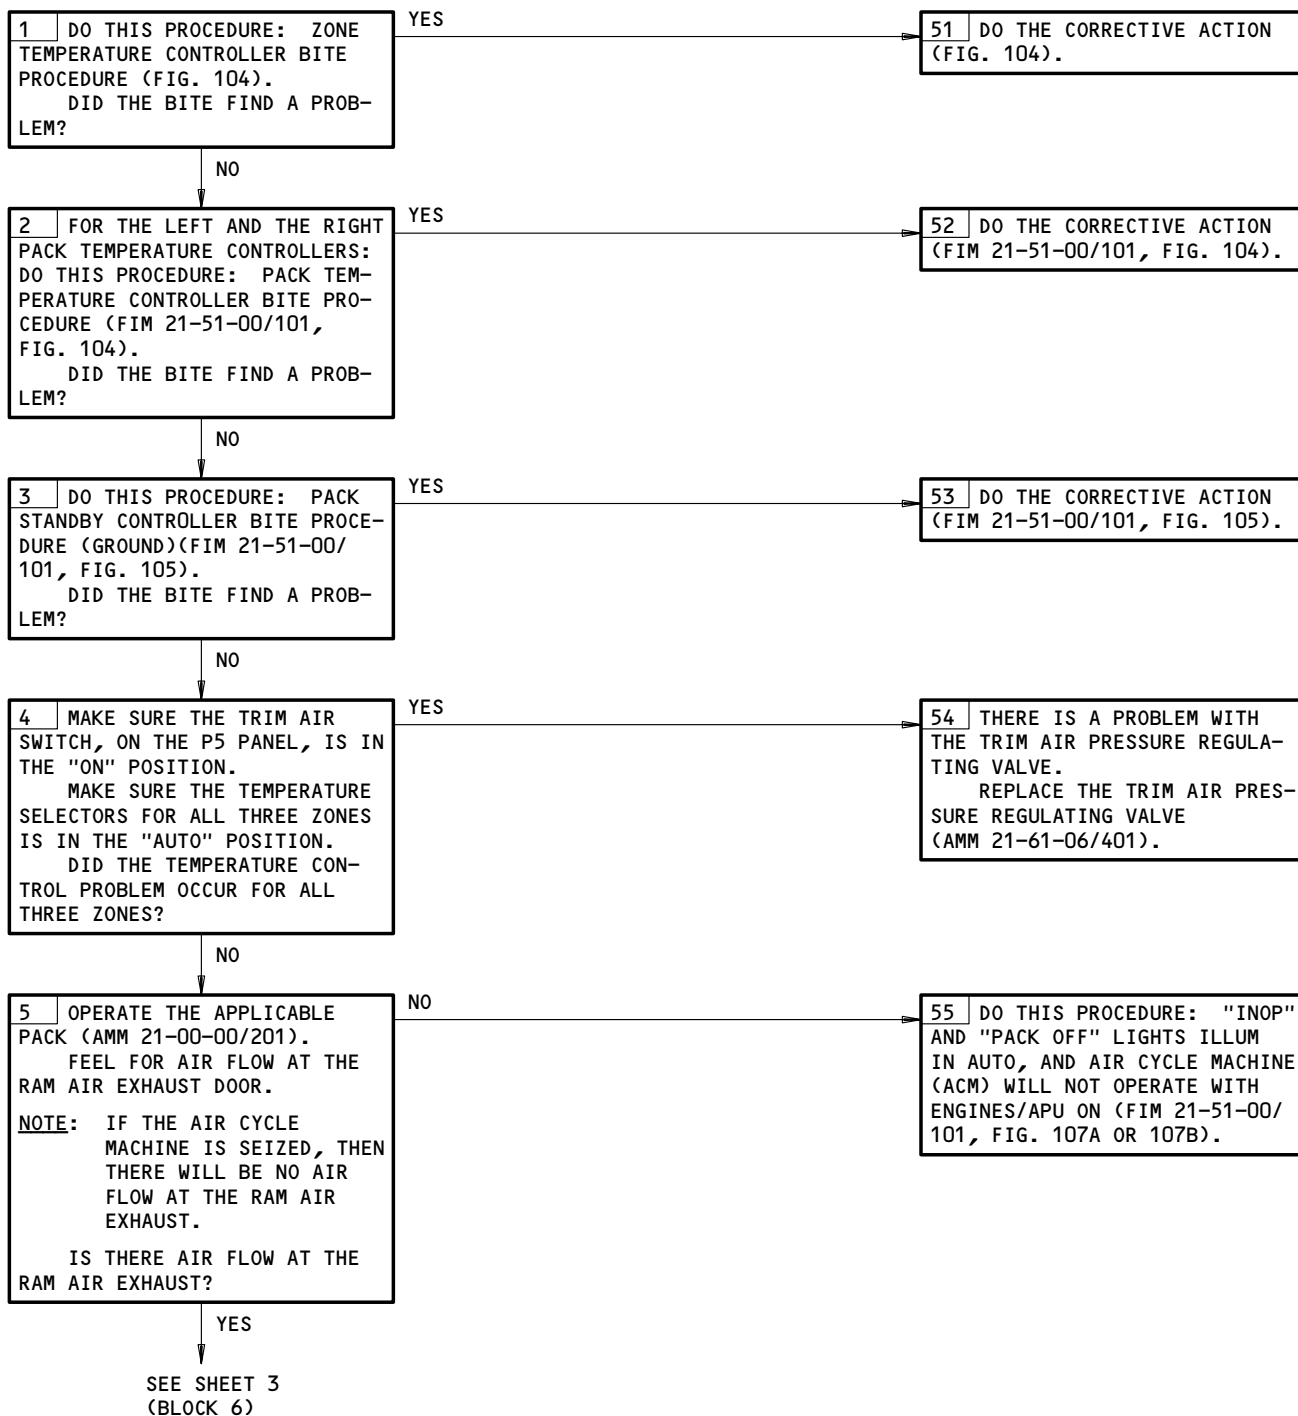 1 DO THIS PROCEDURE: ZONE
TEMPERATURE CONTROLLER BITE
PROCEDURE (FIG. 104).
DID THE BITE FIND A PROB-
LEM?
YES
51 DO THE CORRECTIVE ACTION
(FIG. 104).
NO
2 FOR THE LEFT AND THE RIGHT
PACK TEMPERATURE CONTROLLERS:
DO THIS PROCEDURE: PACK TEM-
PERATURE CONTROLLER BITE PRO-
CEDURE (FIM 21-51-00/101,
FIG. 104).
DID THE BITE FIND A PROB-
LEM?
YES
52 DO THE CORRECTIVE ACTION
(FIM 21-51-00/101, FIG. 104).
NO
3 DO THIS PROCEDURE: PACK
STANDBY CONTROLLER BITE PROCE-
DURE (GROUND)(FIM 21-51-00/
101, FIG. 105).
DID THE BITE FIND A PROB-
LEM?
YES
53 DO THE CORRECTIVE ACTION
(FIM 21-51-00/101, FIG. 105).
NO
4 MAKE SURE THE TRIM AIR
SWITCH, ON THE P5 PANEL, IS IN
THE "ON" POSITION.
MAKE SURE THE TEMPERATURE
SELECTORS FOR ALL THREE ZONES
IS IN THE "AUTO" POSITION.
DID THE TEMPERATURE CON-
TROL PROBLEM OCCUR FOR ALL
THREE ZONES?
YES
54 THERE IS A PROBLEM WITH
THE TRIM AIR PRESSURE REGULA-
TING VALVE.
REPLACE THE TRIM AIR PRES-
SURE REGULATING VALVE
(AMM 21-61-06/401).
NO
5 OPERATE THE APPLICABLE
PACK (AMM 21-00-00/201).
FEEL FOR AIR FLOW AT THE
RAM AIR EXHAUST DOOR.
NOTE: IF THE AIR CYCLE
MACHINE IS SEIZED, THEN
THERE WILL BE NO AIR
FLOW AT THE RAM AIR
EXHAUST.
IS THERE AIR FLOW AT THE
RAM AIR EXHAUST?
NO
55 DO THIS PROCEDURE: "INOP"
AND "PACK OFF" LIGHTS ILLUM
IN AUTO, AND AIR CYCLE MACHINE
(ACM) WILL NOT OPERATE WITH
ENGINES/APU ON (FIM 21-51-00/
101, FIG. 107A OR 107B).
YES
SEE SHEET 3
(BLOCK 6)